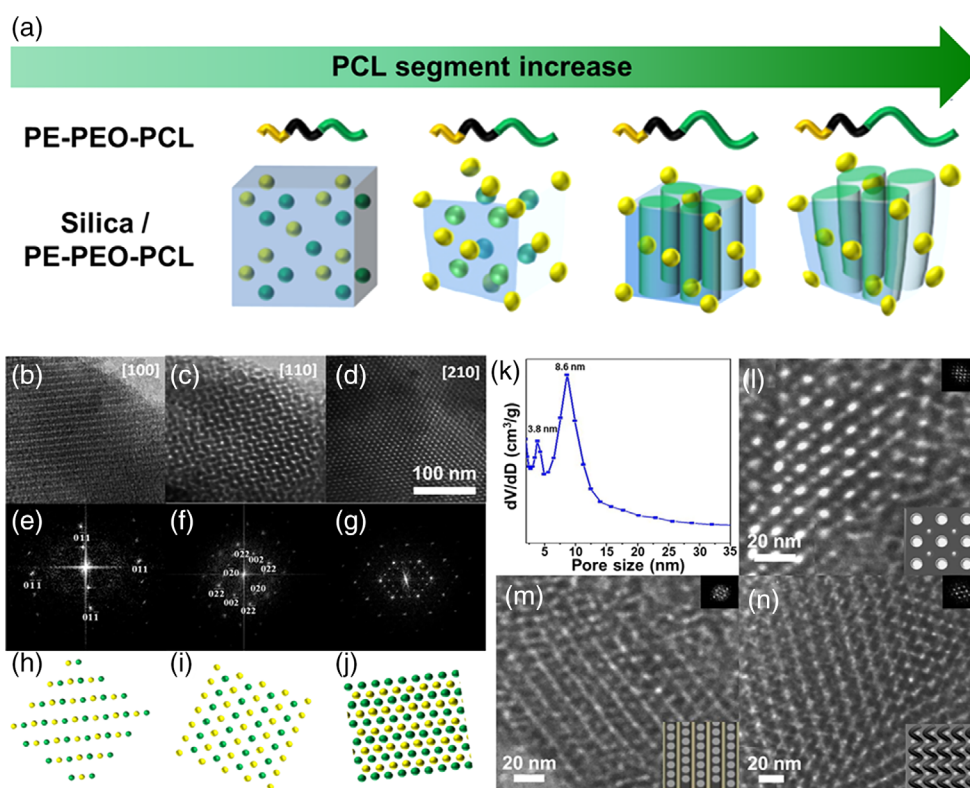 (a)
PCL segment increase
PE-PEO-PCL
Silica /
PE-PEO-PCL
(b)
[100]
(c)
[110]
(d)
[210]
100 nm
(e)
011
011
011
011
(f)
022
002
022
020
020
022
002
022
(g)
(h)
(i)
(j)
(k)
8.6 nm
3.8 nm
dV/dD (cm³/g)
5
10
15
20
25
30
35
Pore size (nm)
(l)
20 nm
(m)
20 nm
(n)
20 nm